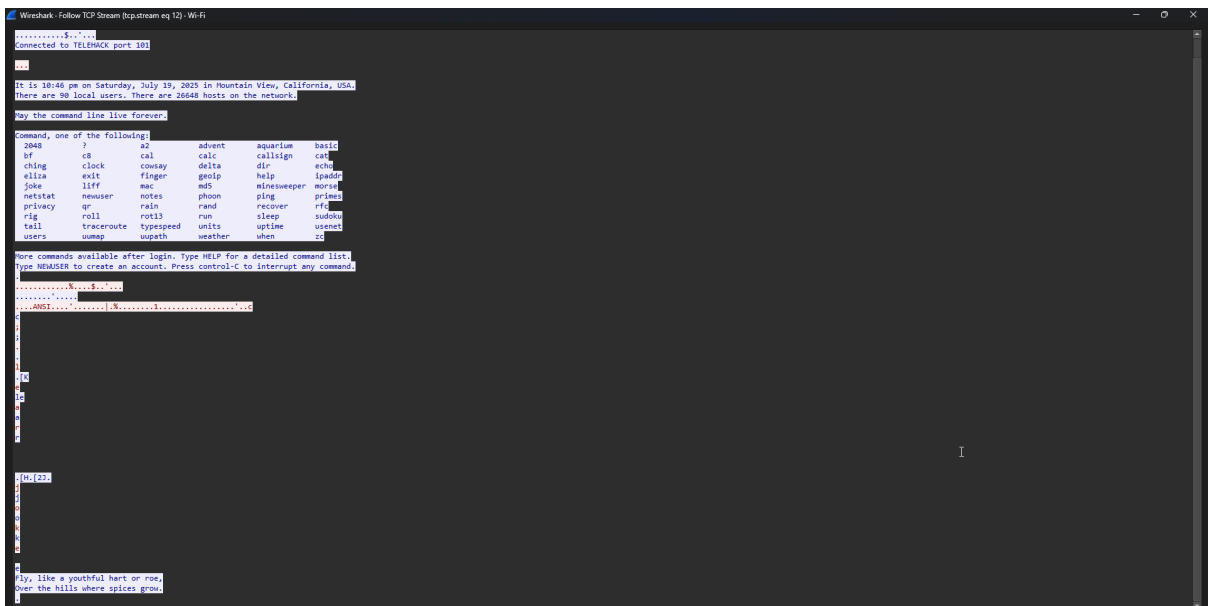 Wireshark · Follow TCP Stream (tcp.stream eq 12) · Wi-Fi
...........$..'...
Connected to TELEHACK port 101
...
It is 10:46 pm on Saturday, July 19, 2025 in Mountain View, California, USA.
There are 90 local users. There are 26648 hosts on the network.
May the command line live forever.
Command, one of the following:
2048 ? a2 advent aquarium basic
bf c8 cal calc callsign cat
ching clock cowsay delta dir echo
eliza exit finger geoip help ipaddr
joke liff mac md5 minesweeper morse
netstat newuser notes phoon ping primes
privacy qr rain rand recover rfc
rig roll rot13 run sleep sudoku
tail traceroute typespeed units uptime usenet
users uumap uupath weather when zc
More commands available after login. Type HELP for a detailed command list.
Type NEWUSER to create an account. Press control-C to interrupt any command.
.
............%....$..'...
........'.....
....ANSI....'.......|.%........1.................'..c
c
;
;
.
.
l
.[K
e
le
a
a
r
r
.[H.[2J.
j
j
o
o
k
k
e
e
Fly, like a youthful hart or roe,
Over the hills where spices grow.
.